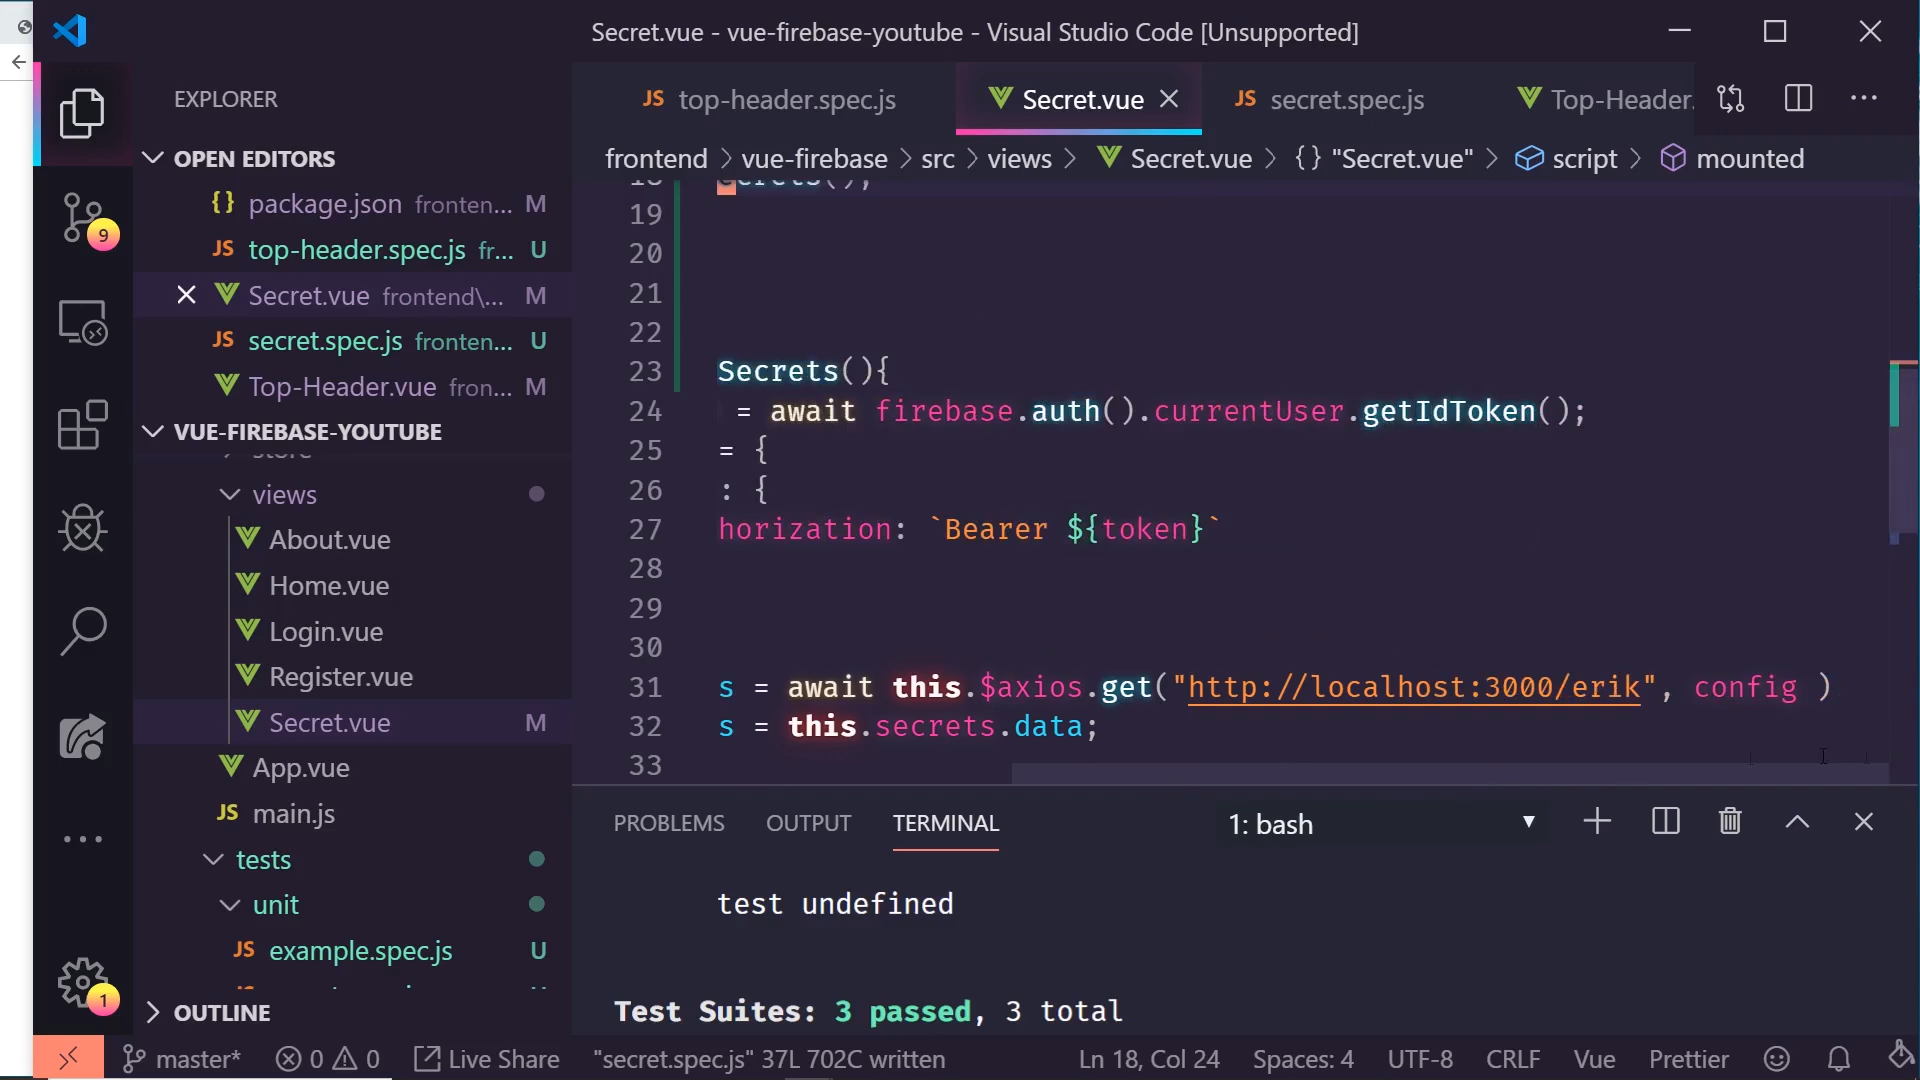 Secret.vue - vue-firebase-youtube - Visual Studio Code [Unsupported]
EXPLORER
OPEN EDITORS
{} package.json fronten... M
JS top-header.spec.js fr... U
Secret.vue frontend\... M
JS secret.spec.js fronten... U
Top-Header.vue fron... M
VUE-FIREBASE-YOUTUBE
store
views
About.vue
Home.vue
Login.vue
Register.vue
Secret.vue M
App.vue
JS main.js
tests
unit
JS example.spec.js U
OUTLINE
9
1
JS top-header.spec.js
Secret.vue
JS secret.spec.js
Top-Header.
frontend > vue-firebase > src > views > Secret.vue > {} "Secret.vue" > script > mounted
18 ecrets();
19
20
21
22
23 Secrets(){
24 = await firebase.auth().currentUser.getIdToken();
25 = {
26 : {
27 horization: `Bearer ${token}`
28
29
30
31 s = await this.$axios.get("http://localhost:3000/erik", config )
32 s = this.secrets.data;
33
PROBLEMS OUTPUT TERMINAL 1: bash
test undefined
Test Suites: 3 passed, 3 total
master* 0 0 Live Share "secret.spec.js" 37L 702C written Ln 18, Col 24 Spaces: 4 UTF-8 CRLF Vue Prettier